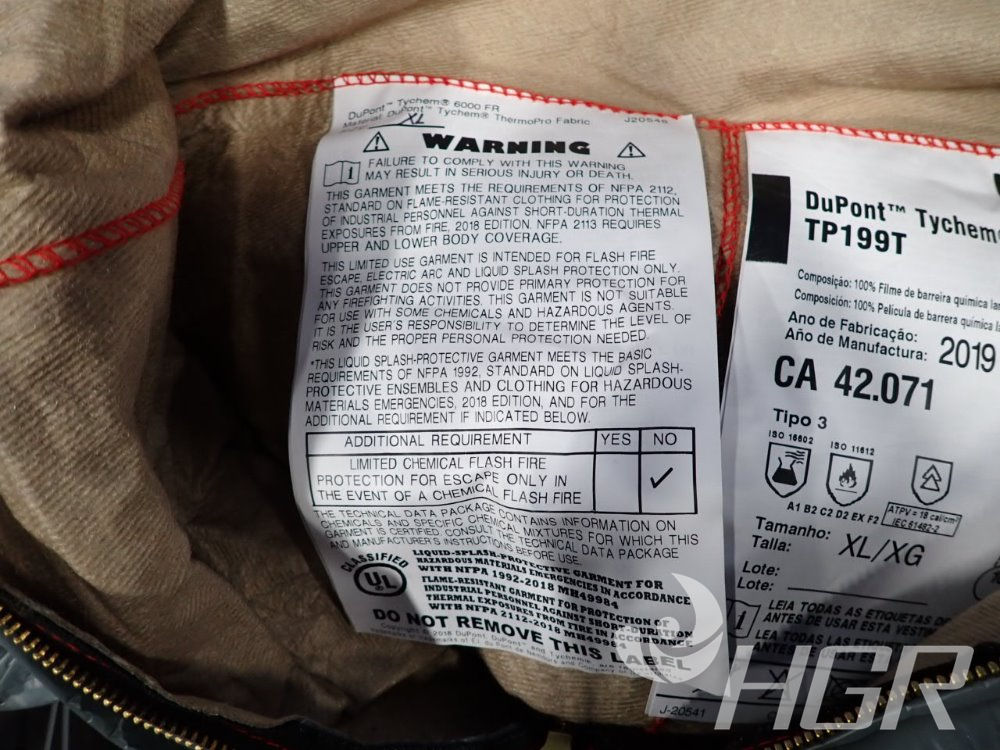 DuPont™ Tychem® 6000 FR
Material: DuPont™ Tychem® ThermoPro Fabric J20545
XL
WARNING
FAILURE TO COMPLY WITH THIS WARNING
MAY RESULT IN SERIOUS INJURY OR DEATH.
THIS GARMENT MEETS THE REQUIREMENTS OF NFPA 2112,
STANDARD ON FLAME-RESISTANT CLOTHING FOR PROTECTION
OF INDUSTRIAL PERSONNEL AGAINST SHORT-DURATION THERMAL
EXPOSURES FROM FIRE, 2018 EDITION. NFPA 2113 REQUIRES
UPPER AND LOWER BODY COVERAGE.
THIS LIMITED USE GARMENT IS INTENDED FOR FLASH FIRE
ESCAPE, ELECTRIC ARC AND LIQUID SPLASH PROTECTION ONLY.
THIS GARMENT DOES NOT PROVIDE PRIMARY PROTECTION FOR
ANY FIREFIGHTING ACTIVITIES. THIS GARMENT IS NOT SUITABLE
FOR USE WITH SOME CHEMICALS AND HAZARDOUS AGENTS.
IT IS THE USER'S RESPONSIBILITY TO DETERMINE THE LEVEL OF
RISK AND THE PROPER PERSONAL PROTECTION NEEDED.
*THIS LIQUID SPLASH-PROTECTIVE GARMENT MEETS THE BASIC
REQUIREMENTS OF NFPA 1992, STANDARD ON LIQUID SPLASH-
PROTECTIVE ENSEMBLES AND CLOTHING FOR HAZARDOUS
MATERIALS EMERGENCIES, 2018 EDITION, AND FOR THE
ADDITIONAL REQUIREMENT IF INDICATED BELOW.
ADDITIONAL REQUIREMENT YES NO
LIMITED CHEMICAL FLASH FIRE
PROTECTION FOR ESCAPE ONLY IN
THE EVENT OF A CHEMICAL FLASH FIRE ✓
THE TECHNICAL DATA PACKAGE CONTAINS INFORMATION ON
CHEMICALS AND SPECIFIC CHEMICAL MIXTURES FOR WHICH THIS
GARMENT IS CERTIFIED. CONSULT THE TECHNICAL DATA PACKAGE
AND MANUFACTURER'S INSTRUCTIONS BEFORE USE.
CLASSIFIED
UL
LIQUID-SPLASH-PROTECTIVE GARMENT FOR
HAZARDOUS MATERIALS EMERGENCIES IN ACCORDANCE
WITH NFPA 1992-2018 MH49984
FLAME-RESISTANT GARMENT FOR PROTECTION OF
INDUSTRIAL PERSONNEL AGAINST SHORT-DURATION
THERMAL EXPOSURES FROM FIRE IN ACCORDANCE
WITH NFPA 2112-2018 MH49984
DO NOT REMOVE THIS LABEL
Copyright © 2018 DuPont. DuPont™ and Tychem®
DuPont™ Tychem®
TP199T
Composição: 100% Filme de barreira química
Composición: 100% Película de barrera química
Ano de Fabricação:
Año de Manufactura: 2019
CA 42.071
Tipo 3
ISO 16602 ISO 11612
A1 B2 C2 D2 EX F2
ATPV = 18 cal/cm²
IEC 61482-2
Tamanho:
Talla: XL/XG
Lote:
Lote:
LEIA TODAS AS ETIQUETAS
ANTES DE USAR ESTA
LEA TODAS LAS
ANTES DE USAR ESTE
J-20541
HGR